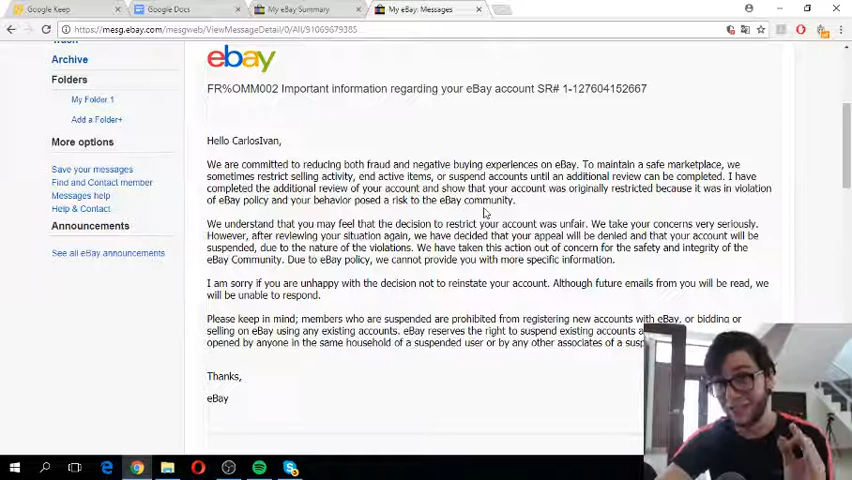 Google Keep
Google Docs
My eBay Summary
My eBay: Messages
https://mesg.ebay.com/mesgweb/ViewMessageDetail/0/All/91069679385
Archive
Folders
My Folder 1
Add a Folder+
More options
Save your messages
Find and Contact member
Messages help
Help & Contact
Announcements
See all eBay announcements
ebay
FR%OMM002 Important information regarding your eBay account SR# 1-127604152667
Hello CarlosIvan,
We are committed to reducing both fraud and negative buying experiences on eBay. To maintain a safe marketplace, we
sometimes restrict selling activity, end active items, or suspend accounts until an additional review can be completed. I have
completed the additional review of your account and show that your account was originally restricted because it was in violation
of eBay policy and your behavior posed a risk to the eBay community.
We understand that you may feel that the decision to restrict your account was unfair. We take your concerns very seriously.
However, after reviewing your situation again, we have decided that your appeal will be denied and that your account will be
suspended, due to the nature of the violations. We have taken this action out of concern for the safety and integrity of the
eBay Community. Due to eBay policy, we cannot provide you with more specific information.
I am sorry if you are unhappy with the decision not to reinstate your account. Although future emails from you will be read, we
will be unable to respond.
Please keep in mind; members who are suspended are prohibited from registering new accounts with eBay, or bidding or
selling on eBay using any existing accounts. eBay reserves the right to suspend existing accounts
opened by anyone in the same household of a suspended user or by any other associates of a
Thanks,
eBay